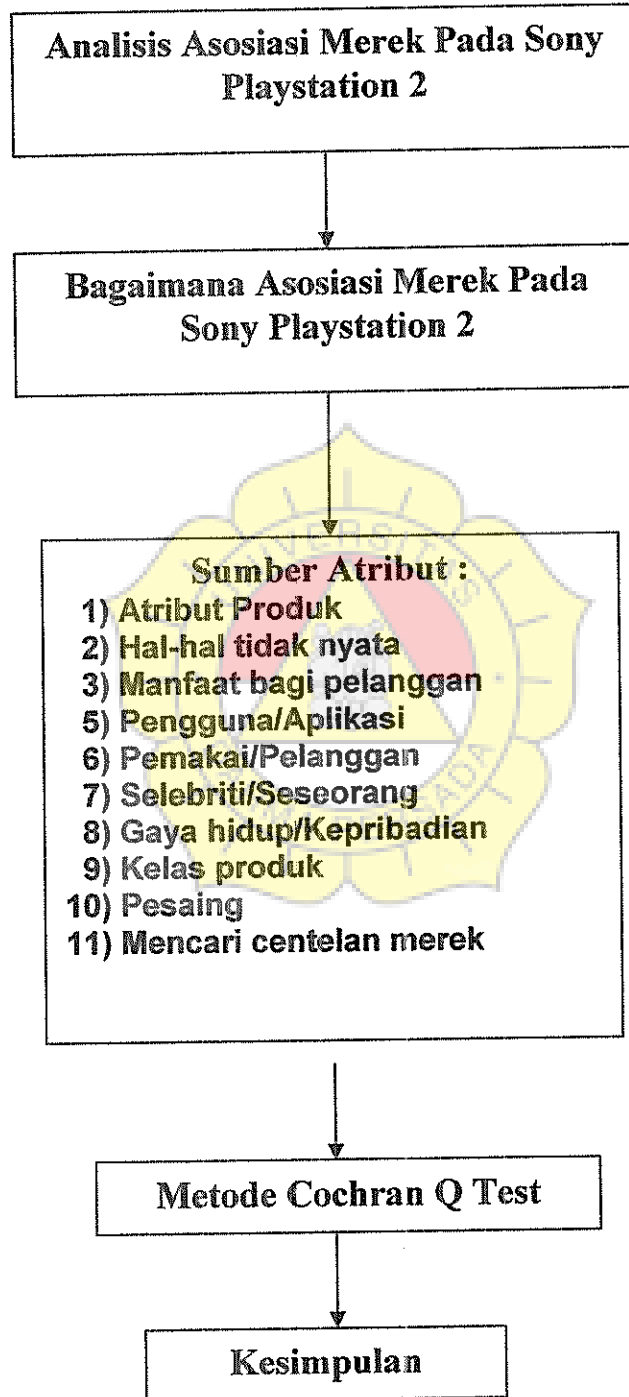 Analisis Asosiasi Merek Pada Sony
Playstation 2
Bagaimana Asosiasi Merek Pada
Sony Playstation 2
Sumber Atribut :
1) Atribut Produk
2) Hal-hal tidak nyata
3) Manfaat bagi pelanggan
5) Pengguna/Aplikasi
6) Pemakai/Pelanggan
7) Selebriti/Seseorang
8) Gaya hidup/Kepribadian
9) Kelas produk
10) Pesaing
11) Mencari centelan merek
UNIVERSITAS
PERSADA
Metode Cochran Q Test
Kesimpulan